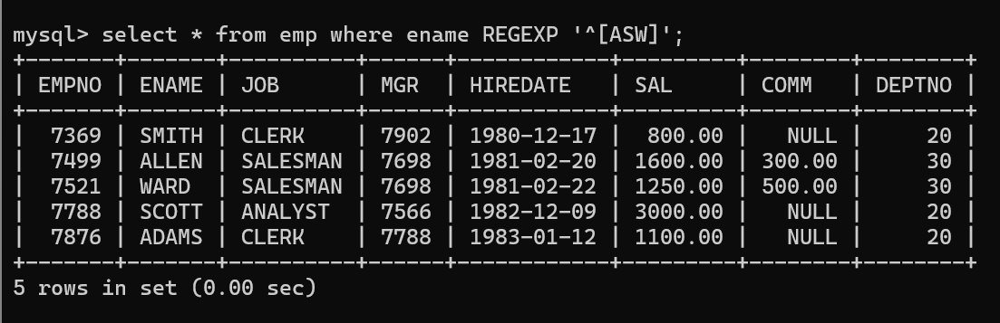 mysql> select * from emp where ename REGEXP '^[ASW]';
+-------+-------+----------+------+------------+---------+--------+--------+
| EMPNO | ENAME | JOB      | MGR  | HIREDATE   | SAL     | COMM   | DEPTNO |
+-------+-------+----------+------+------------+---------+--------+--------+
|  7369 | SMITH | CLERK    | 7902 | 1980-12-17 |  800.00 |   NULL |     20 |
|  7499 | ALLEN | SALESMAN | 7698 | 1981-02-20 | 1600.00 | 300.00 |     30 |
|  7521 | WARD  | SALESMAN | 7698 | 1981-02-22 | 1250.00 | 500.00 |     30 |
|  7788 | SCOTT | ANALYST  | 7566 | 1982-12-09 | 3000.00 |   NULL |     20 |
|  7876 | ADAMS | CLERK    | 7788 | 1983-01-12 | 1100.00 |   NULL |     20 |
+-------+-------+----------+------+------------+---------+--------+--------+
5 rows in set (0.00 sec)